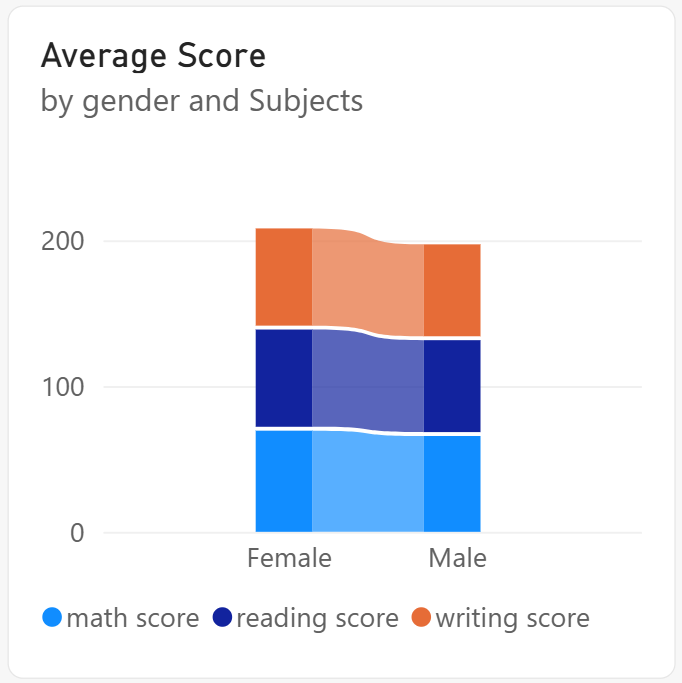 Average Score
by gender and Subjects
200
100
0
Female Male
math score reading score writing score